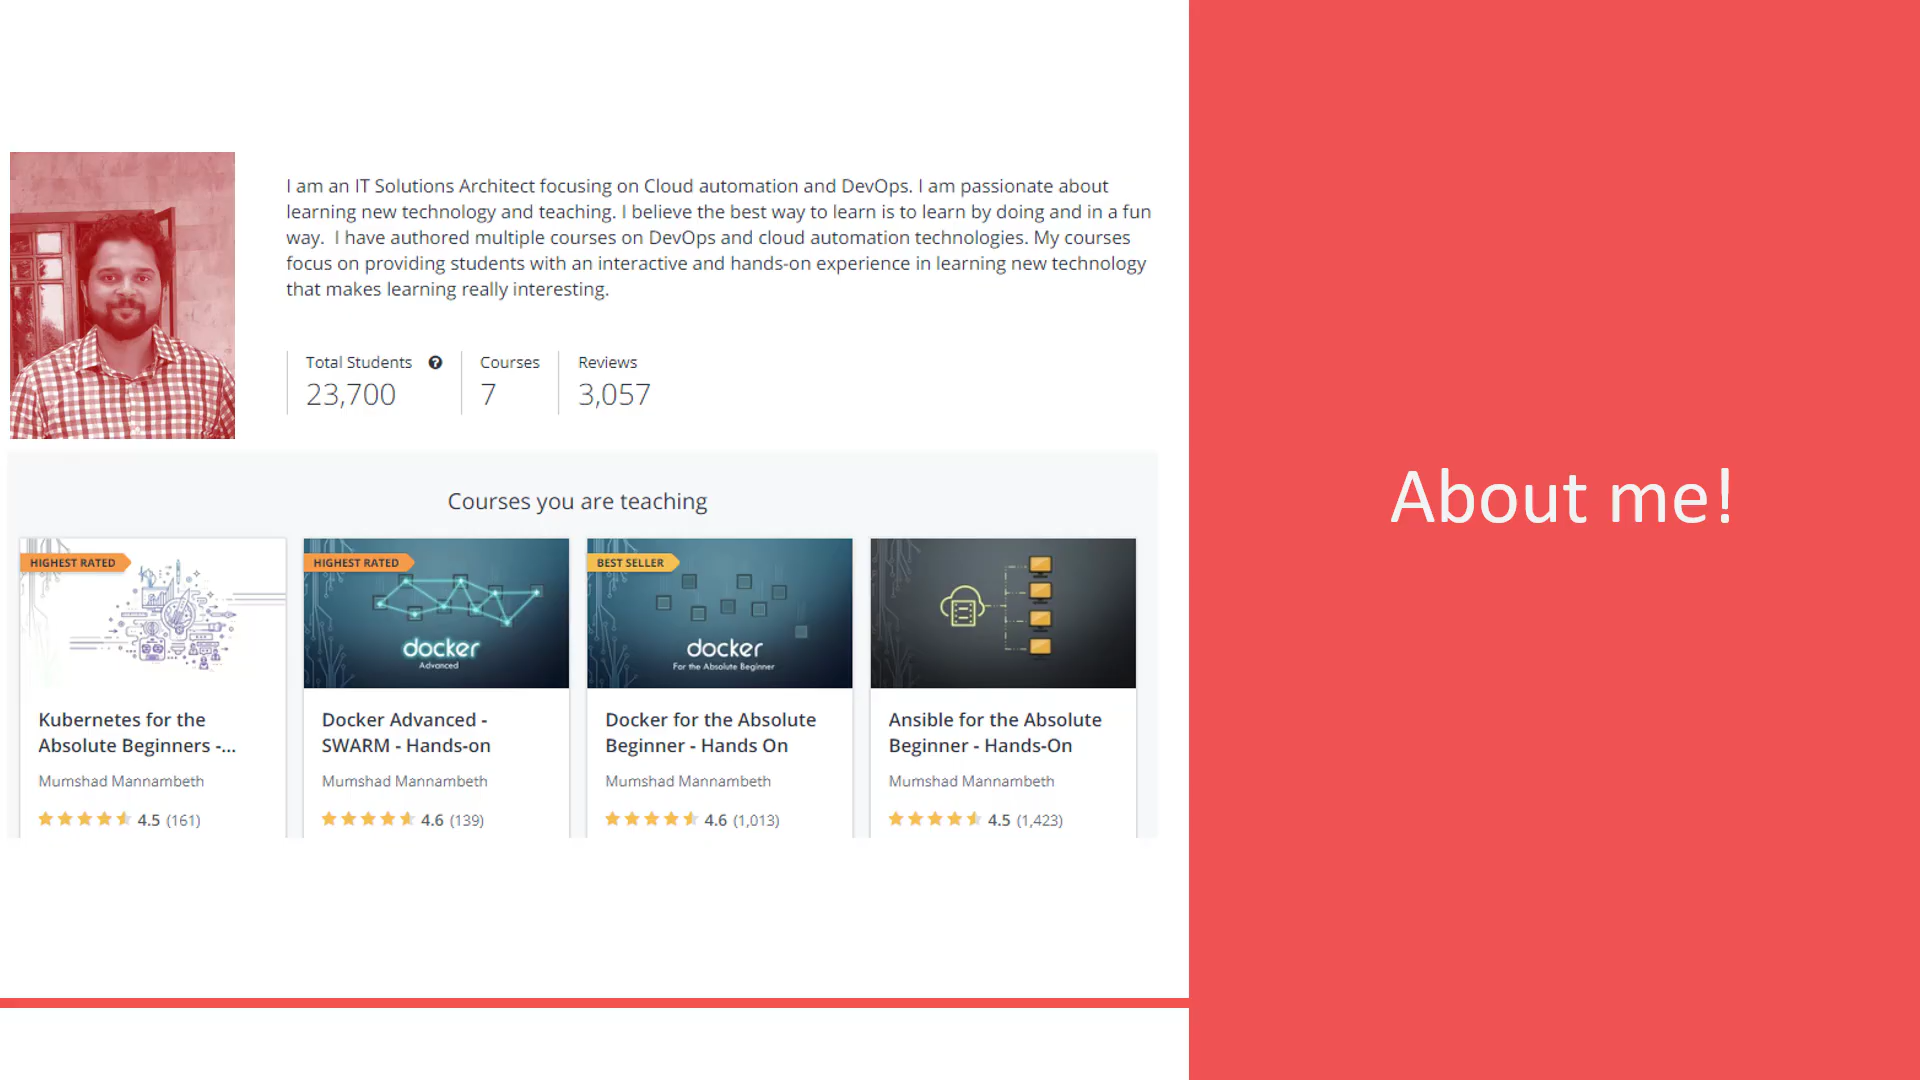 I am an IT Solutions Architect focusing on Cloud automation and DevOps. I am passionate about
learning new technology and teaching. I believe the best way to learn is to learn by doing and in a fun
way.  I have authored multiple courses on DevOps and cloud automation technologies. My courses
focus on providing students with an interactive and hands-on experience in learning new technology
that makes learning really interesting.
Total Students
23,700
Courses
7
Reviews
3,057
Courses you are teaching
HIGHEST RATED
Kubernetes for the
Absolute Beginners -...
Mumshad Mannambeth
4.5 (161)
HIGHEST RATED
docker
Advanced
Docker Advanced -
SWARM - Hands-on
Mumshad Mannambeth
4.6 (139)
BEST SELLER
docker
For the Absolute Beginner
Docker for the Absolute
Beginner - Hands On
Mumshad Mannambeth
4.6 (1,013)
Ansible for the Absolute
Beginner - Hands-On
Mumshad Mannambeth
4.5 (1,423)
About me!